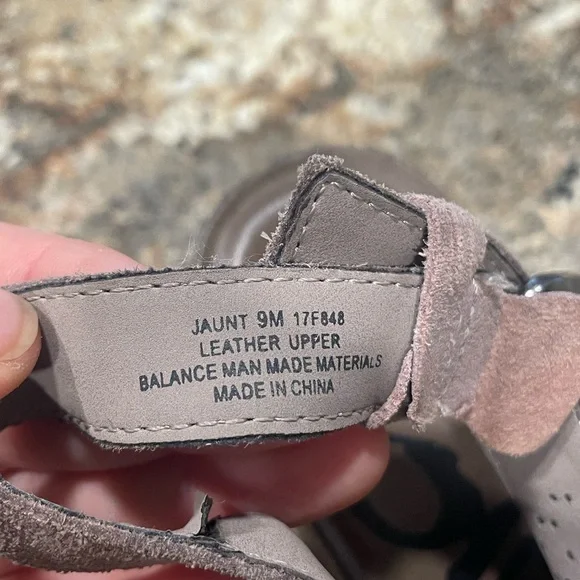 JAUNT 9M 17F848
LEATHER UPPER
BALANCE MAN MADE MATERIALS
MADE IN CHINA